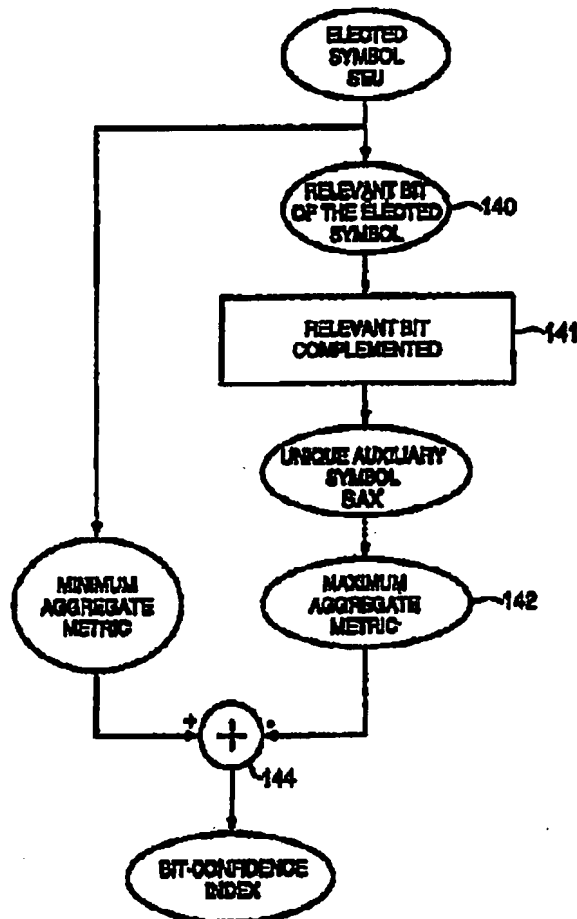 ELECTED
SYMBOL
SEU
RELEVANT BIT
OF THE ELECTED
SYMBOL
140
RELEVANT BIT
COMPLEMENTED
141
UNIQUE AUXILIARY
SYMBOL
SAX
MINIMUM
AGGREGATE
METRIC
MAXIMUM
AGGREGATE
METRIC
142
+ -
+
144
BIT-CONFIDENCE
INDEX